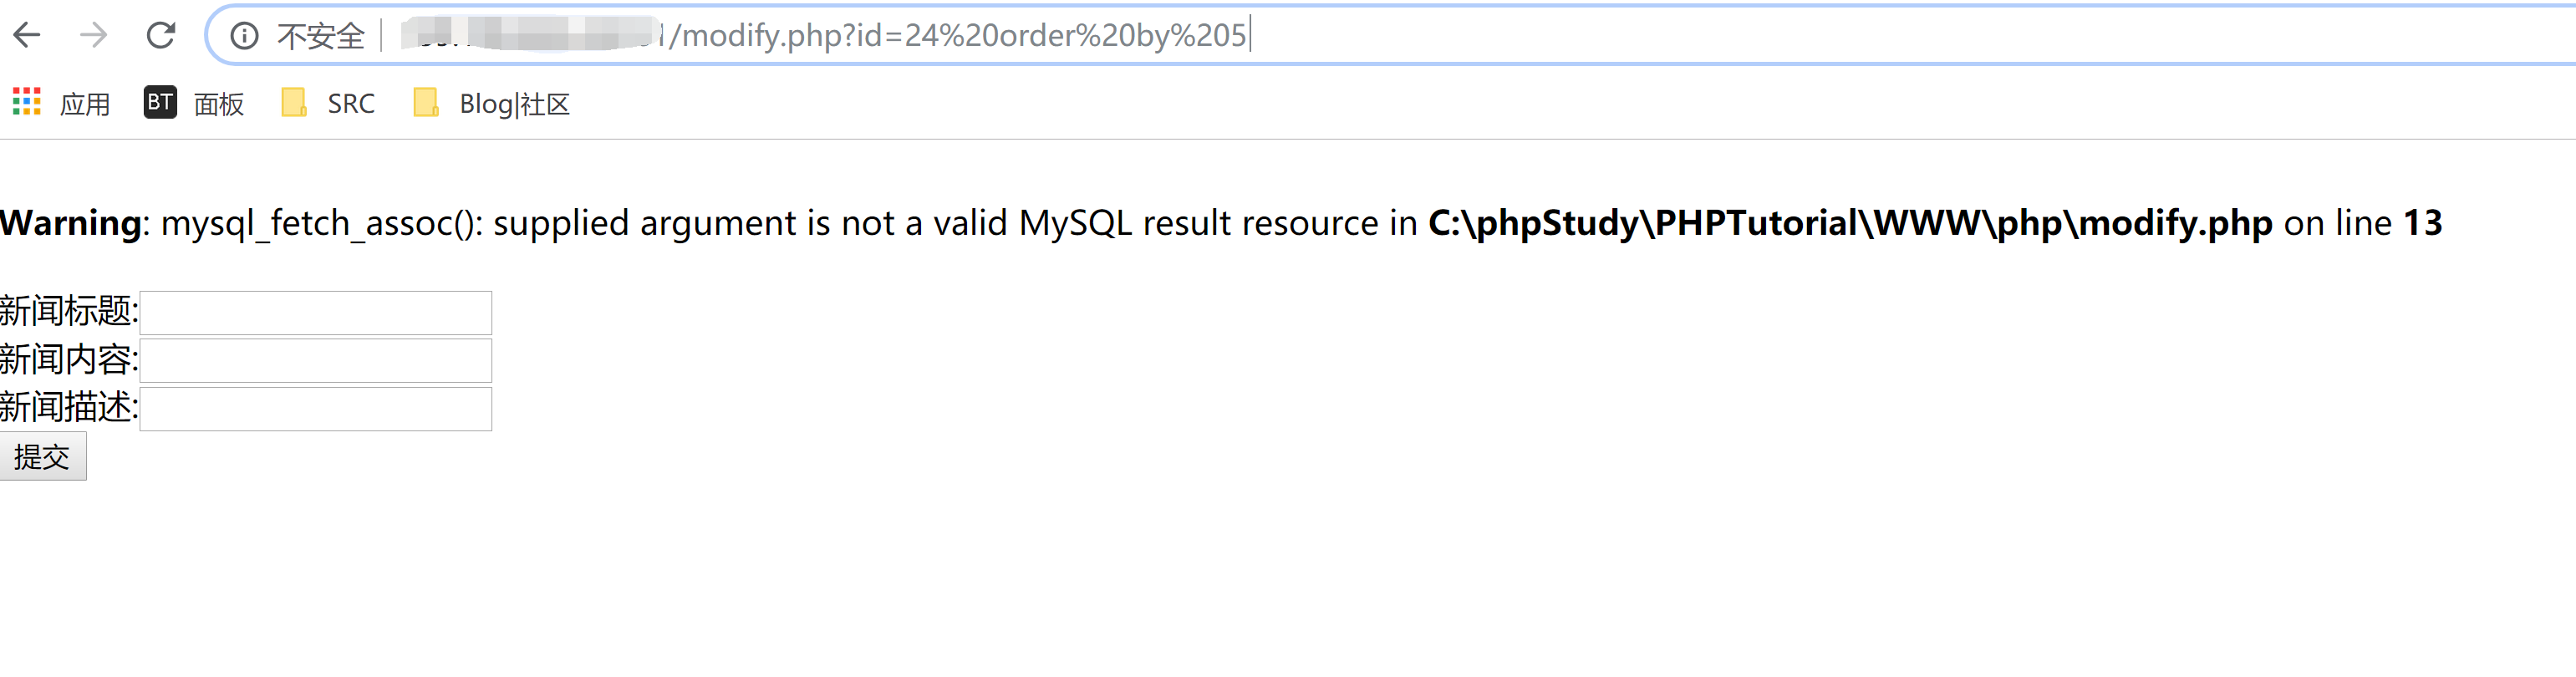 不安全 /modify.php?id=24%20order%20by%205
应用 BT 面板 SRC Blog|社区
Warning: mysql_fetch_assoc(): supplied argument is not a valid MySQL result resource in C:\phpStudy\PHPTutorial\WWW\php\modify.php on line 13
新闻标题:
新闻内容:
新闻描述:
提交